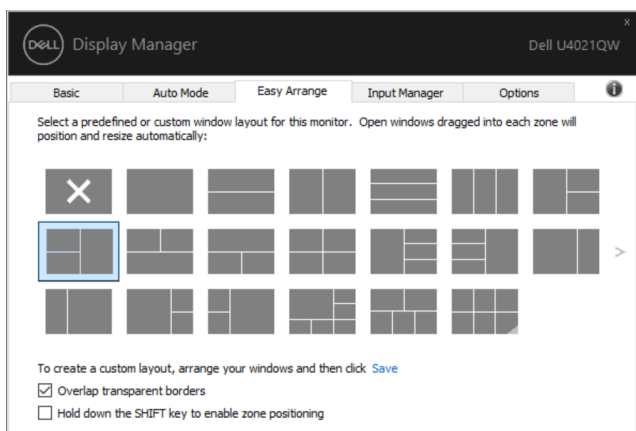 x
DELL Display Manager Dell U4021QW
Basic Auto Mode Easy Arrange Input Manager Options i
Select a predefined or custom window layout for this monitor. Open windows dragged into each zone will
position and resize automatically:
>
To create a custom layout, arrange your windows and then click Save
Overlap transparent borders
Hold down the SHIFT key to enable zone positioning